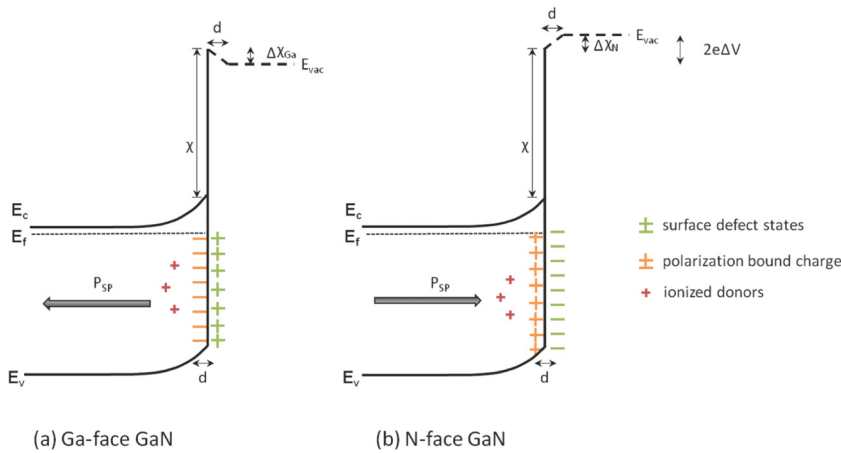 d
ΔχGa
Evac
χ
Ec
Ef
PSP
Ev
d
(a) Ga-face GaN
d
ΔχN
Evac
2eΔV
χ
Ec
Ef
PSP
Ev
d
(b) N-face GaN
surface defect states
polarization bound charge
ionized donors